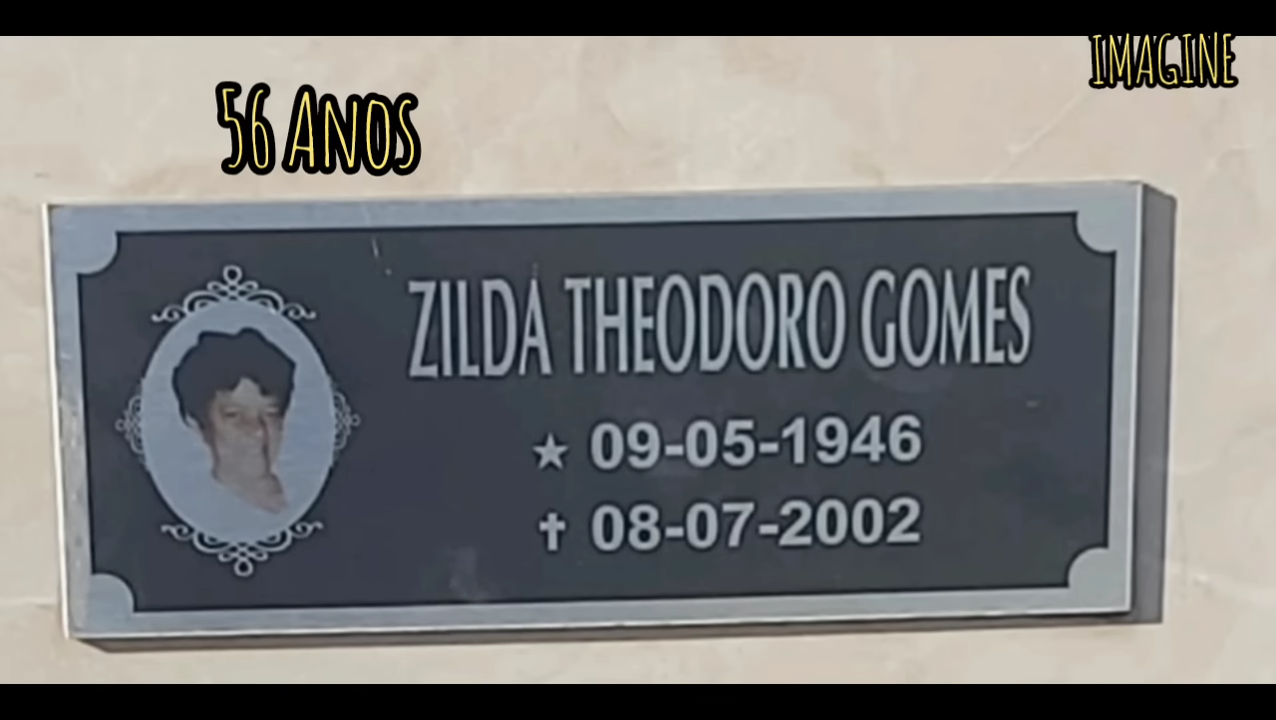 IMAGINE
56 ANOS
ZILDA THEODORO GOMES
★ 09-05-1946
✝ 08-07-2002